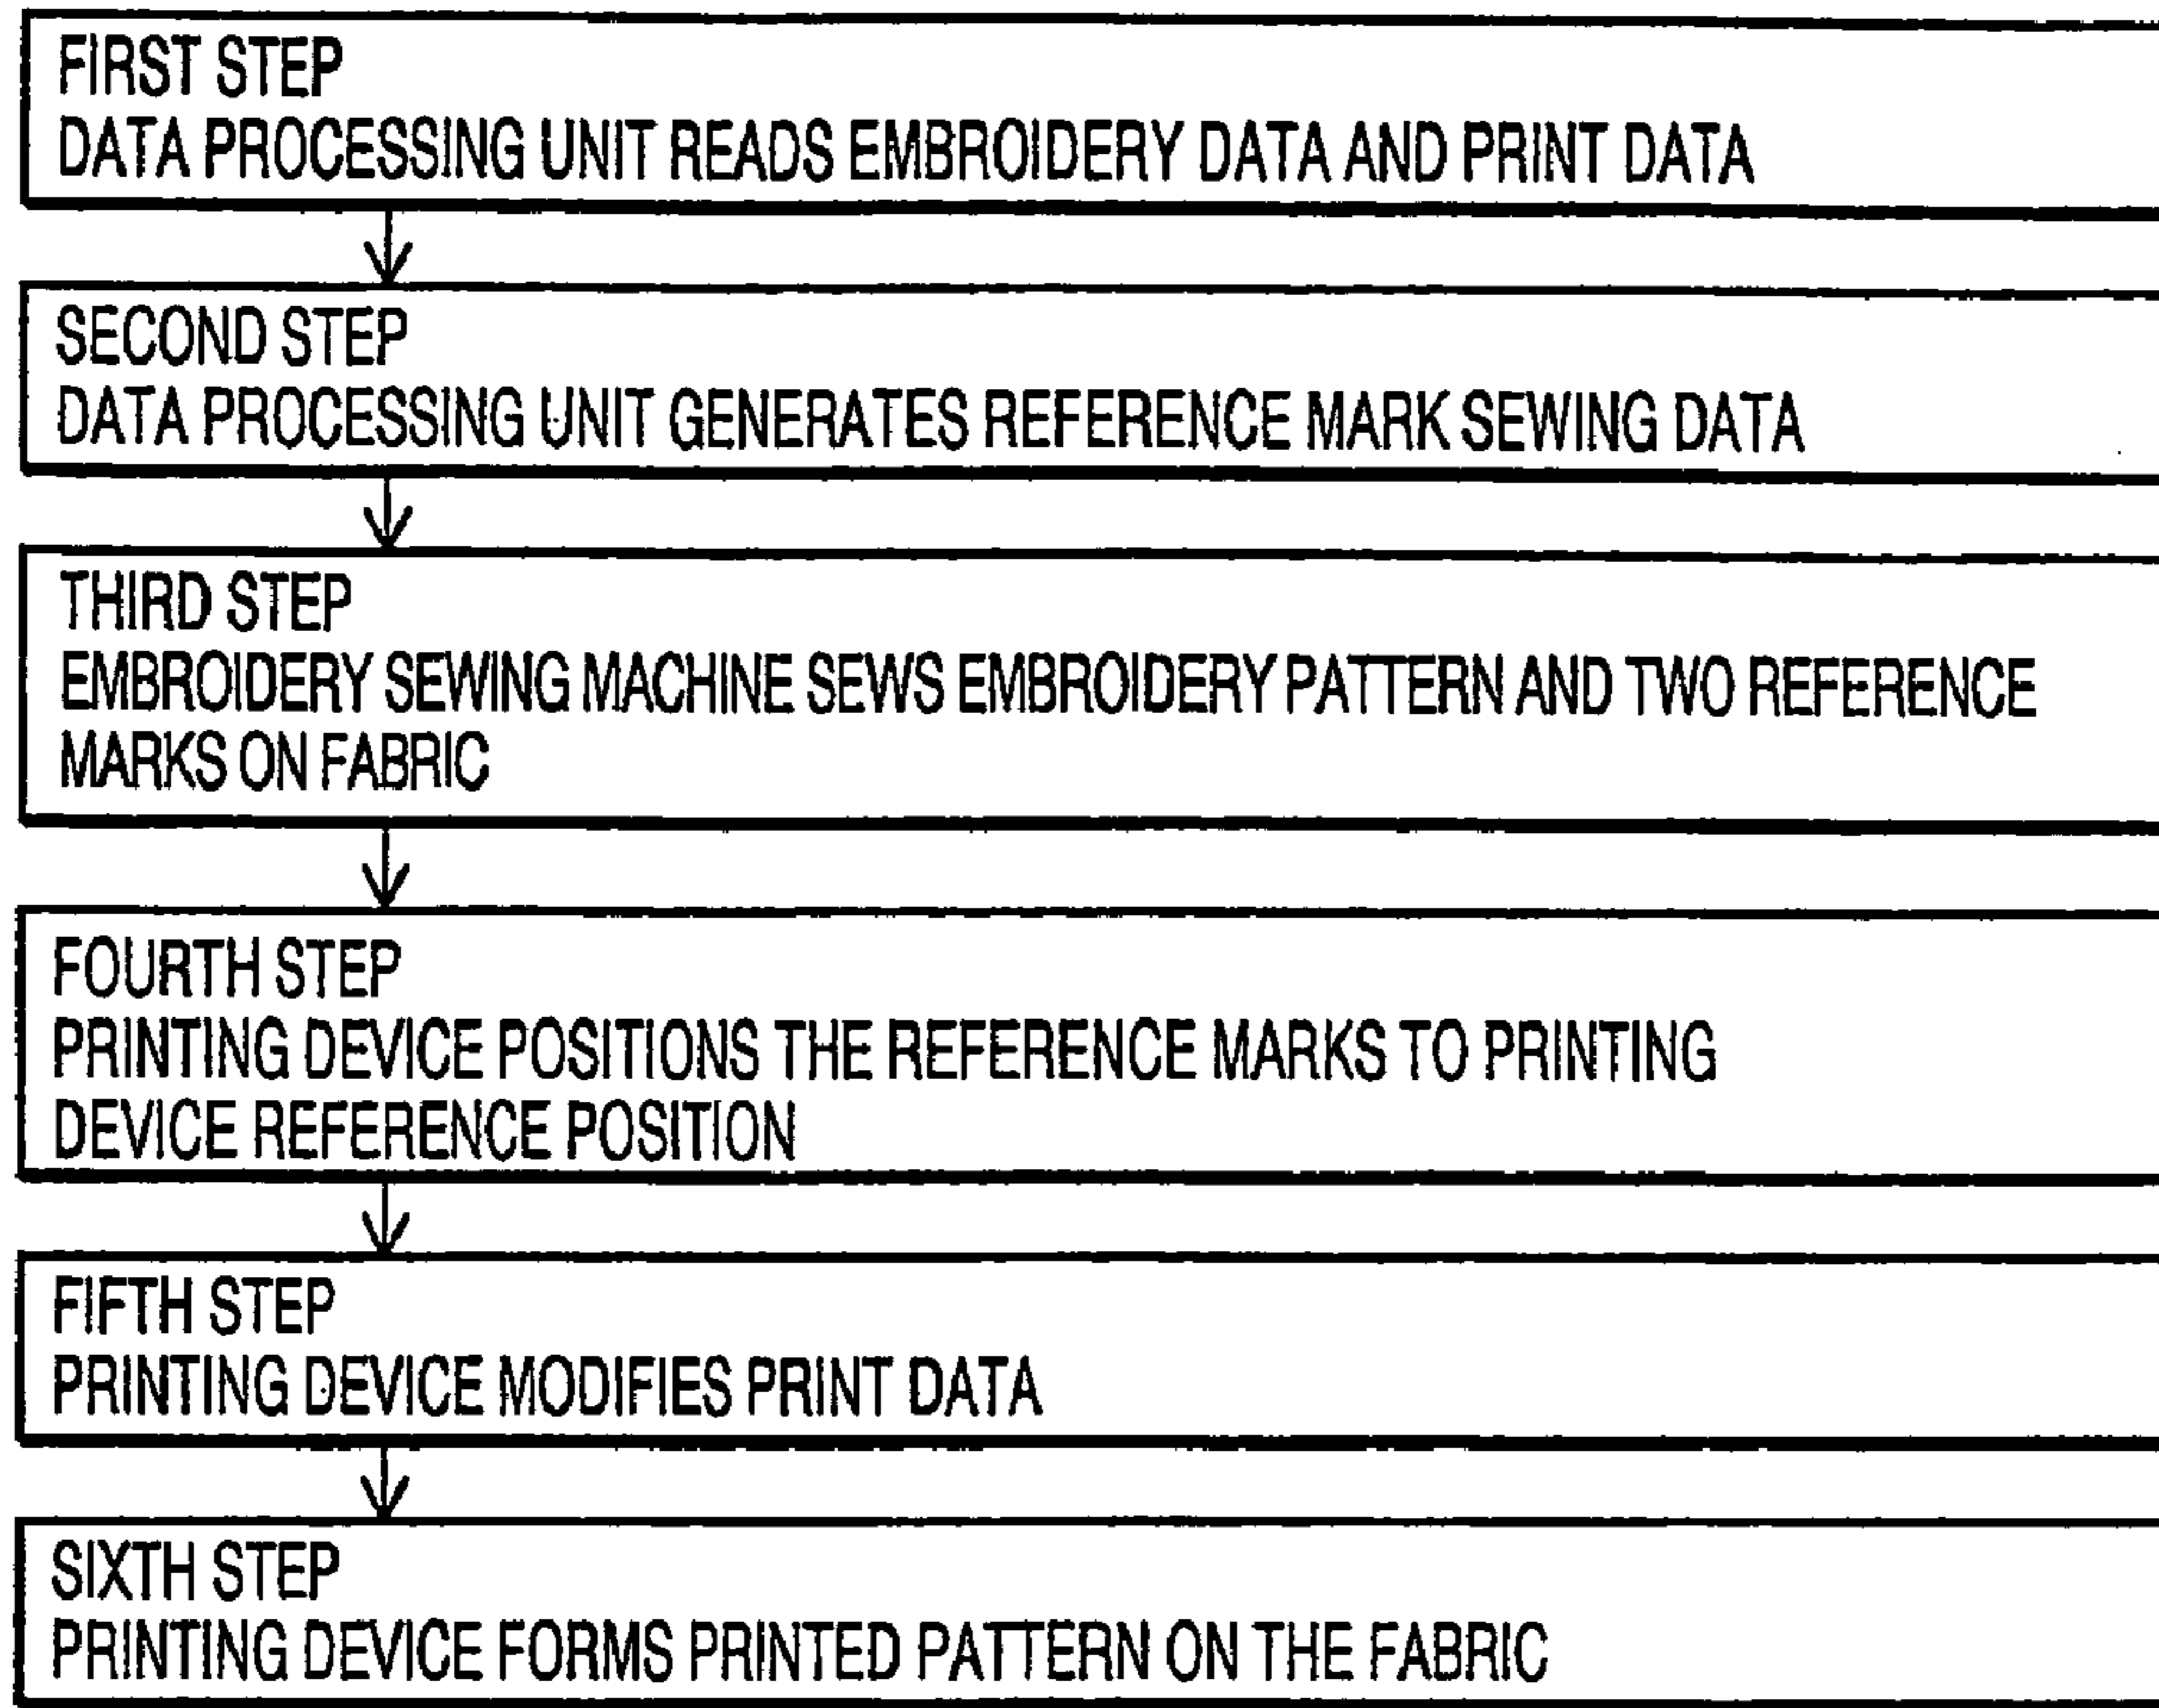 FIRST STEP
DATA PROCESSING UNIT READS EMBROIDERY DATA AND PRINT DATA
SECOND STEP
DATA PROCESSING UNIT GENERATES REFERENCE MARK SEWING DATA
THIRD STEP
EMBROIDERY SEWING MACHINE SEWS EMBROIDERY PATTERN AND TWO REFERENCE
MARKS ON FABRIC
FOURTH STEP
PRINTING DEVICE POSITIONS THE REFERENCE MARKS TO PRINTING
DEVICE REFERENCE POSITION
FIFTH STEP
PRINTING DEVICE MODIFIES PRINT DATA
SIXTH STEP
PRINTING DEVICE FORMS PRINTED PATTERN ON THE FABRIC